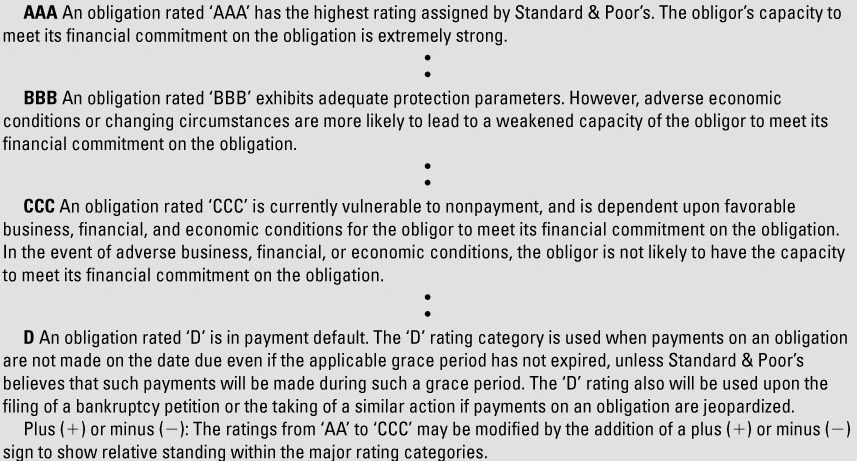 AAA An obligation rated ‘AAA’ has the highest rating assigned by Standard & Poor’s. The obligor’s capacity to
meet its financial commitment on the obligation is extremely strong.
•
•
BBB An obligation rated ‘BBB’ exhibits adequate protection parameters. However, adverse economic
conditions or changing circumstances are more likely to lead to a weakened capacity of the obligor to meet its
financial commitment on the obligation.
•
•
CCC An obligation rated ‘CCC’ is currently vulnerable to nonpayment, and is dependent upon favorable
business, financial, and economic conditions for the obligor to meet its financial commitment on the obligation.
In the event of adverse business, financial, or economic conditions, the obligor is not likely to have the capacity
to meet its financial commitment on the obligation.
•
•
D An obligation rated ‘D’ is in payment default. The ‘D’ rating category is used when payments on an obligation
are not made on the date due even if the applicable grace period has not expired, unless Standard & Poor’s
believes that such payments will be made during such a grace period. The ‘D’ rating also will be used upon the
filing of a bankruptcy petition or the taking of a similar action if payments on an obligation are jeopardized.
Plus (+) or minus (−): The ratings from ‘AA’ to ‘CCC’ may be modified by the addition of a plus (+) or minus (−)
sign to show relative standing within the major rating categories.